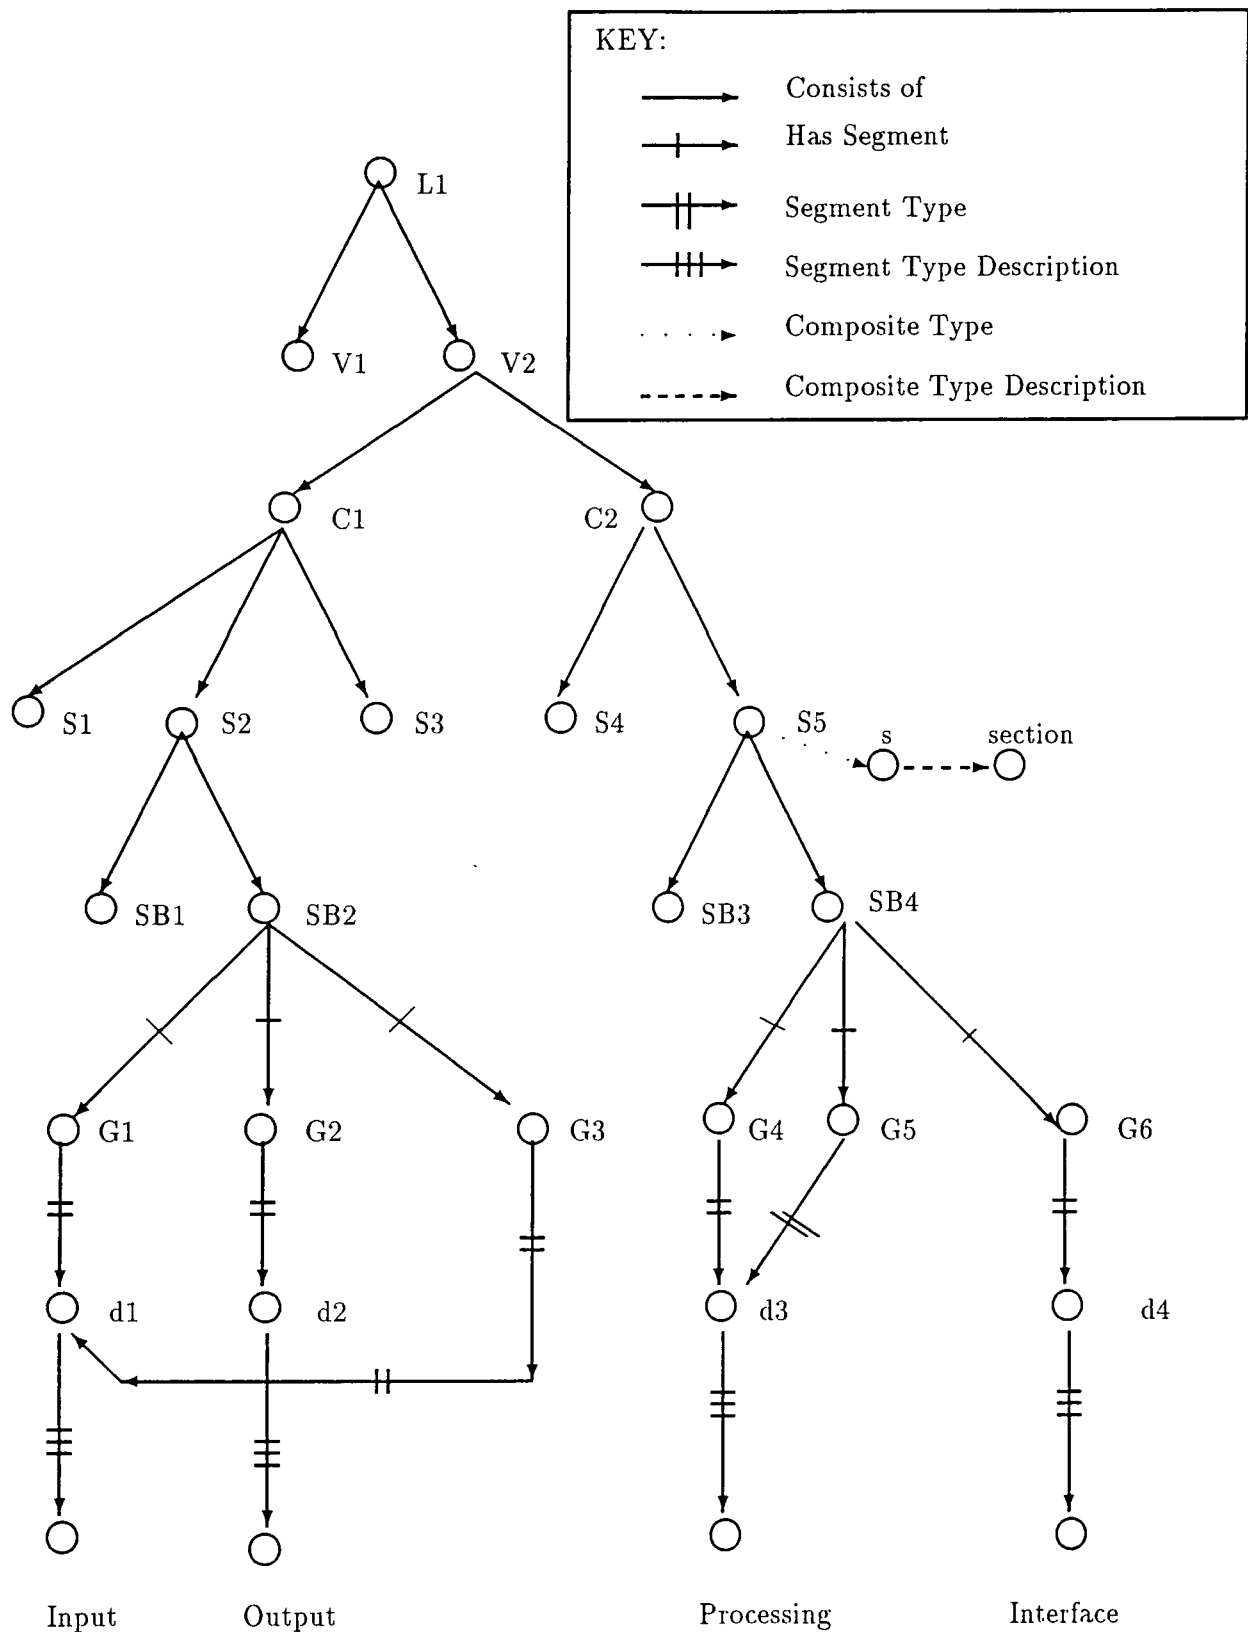 KEY:
Consists of
Has Segment
Segment Type
Segment Type Description
Composite Type
Composite Type Description
L1
V1
V2
C1
C2
S1
S2
S3
S4
S5
s
section
SB1
SB2
SB3
SB4
G1
G2
G3
G4
G5
G6
d1
d2
d3
d4
Input
Output
Processing
Interface